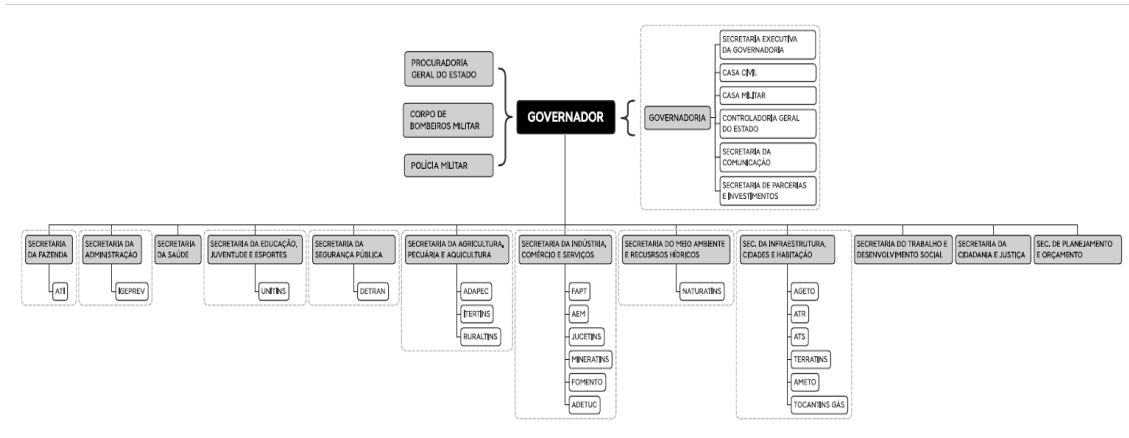 PROCURADORIA
GERAL DO ESTADO
CORPO DE
BOMBEIROS MILITAR
POLÍCIA MILITAR
GOVERNADOR
GOVERNADORIA
SECRETARIA EXECUTIVA
DA GOVERNADORIA
CASA CIVIL
CASA MILITAR
CONTROLADORIA GERAL
DO ESTADO
SECRETARIA DA
COMUNICAÇÃO
SECRETARIA DE PARCERIAS
E INVESTIMENTOS
SECRETARIA
DA FAZENDA
ATI
SECRETARIA DA
ADMINISTRAÇÃO
IGEPREV
SECRETARIA
DA SAÚDE
SECRETARIA DA EDUCAÇÃO,
JUVENTUDE E ESPORTES
UNITINS
SECRETARIA DA
SEGURANÇA PÚBLICA
DETRAN
SECRETARIA DA AGRICULTURA,
PECUÁRIA E AQUICULTURA
ADAPEC
ITERTINS
RURALTINS
SECRETARIA DA INDÚSTRIA,
COMÉRCIO E SERVIÇOS
FAPT
AEM
JUCETINS
MINERATINS
FOMENTO
ADETUC
SECRETARIA DO MEIO AMBIENTE
E RECUSRSOS HÍDRICOS
NATURATINS
SEC. DA INFRAESTRUTURA,
CIDADES E HABITAÇÃO
AGETO
ATR
ATS
TERRATINS
AMETO
TOCANTINS GÁS
SECRETARIA DO TRABALHO E
DESENVOLVIMENTO SOCIAL
SECRETARIA DA
CIDADANIA E JUSTIÇA
SEC. DE PLANEJAMENTO
E ORÇAMENTO